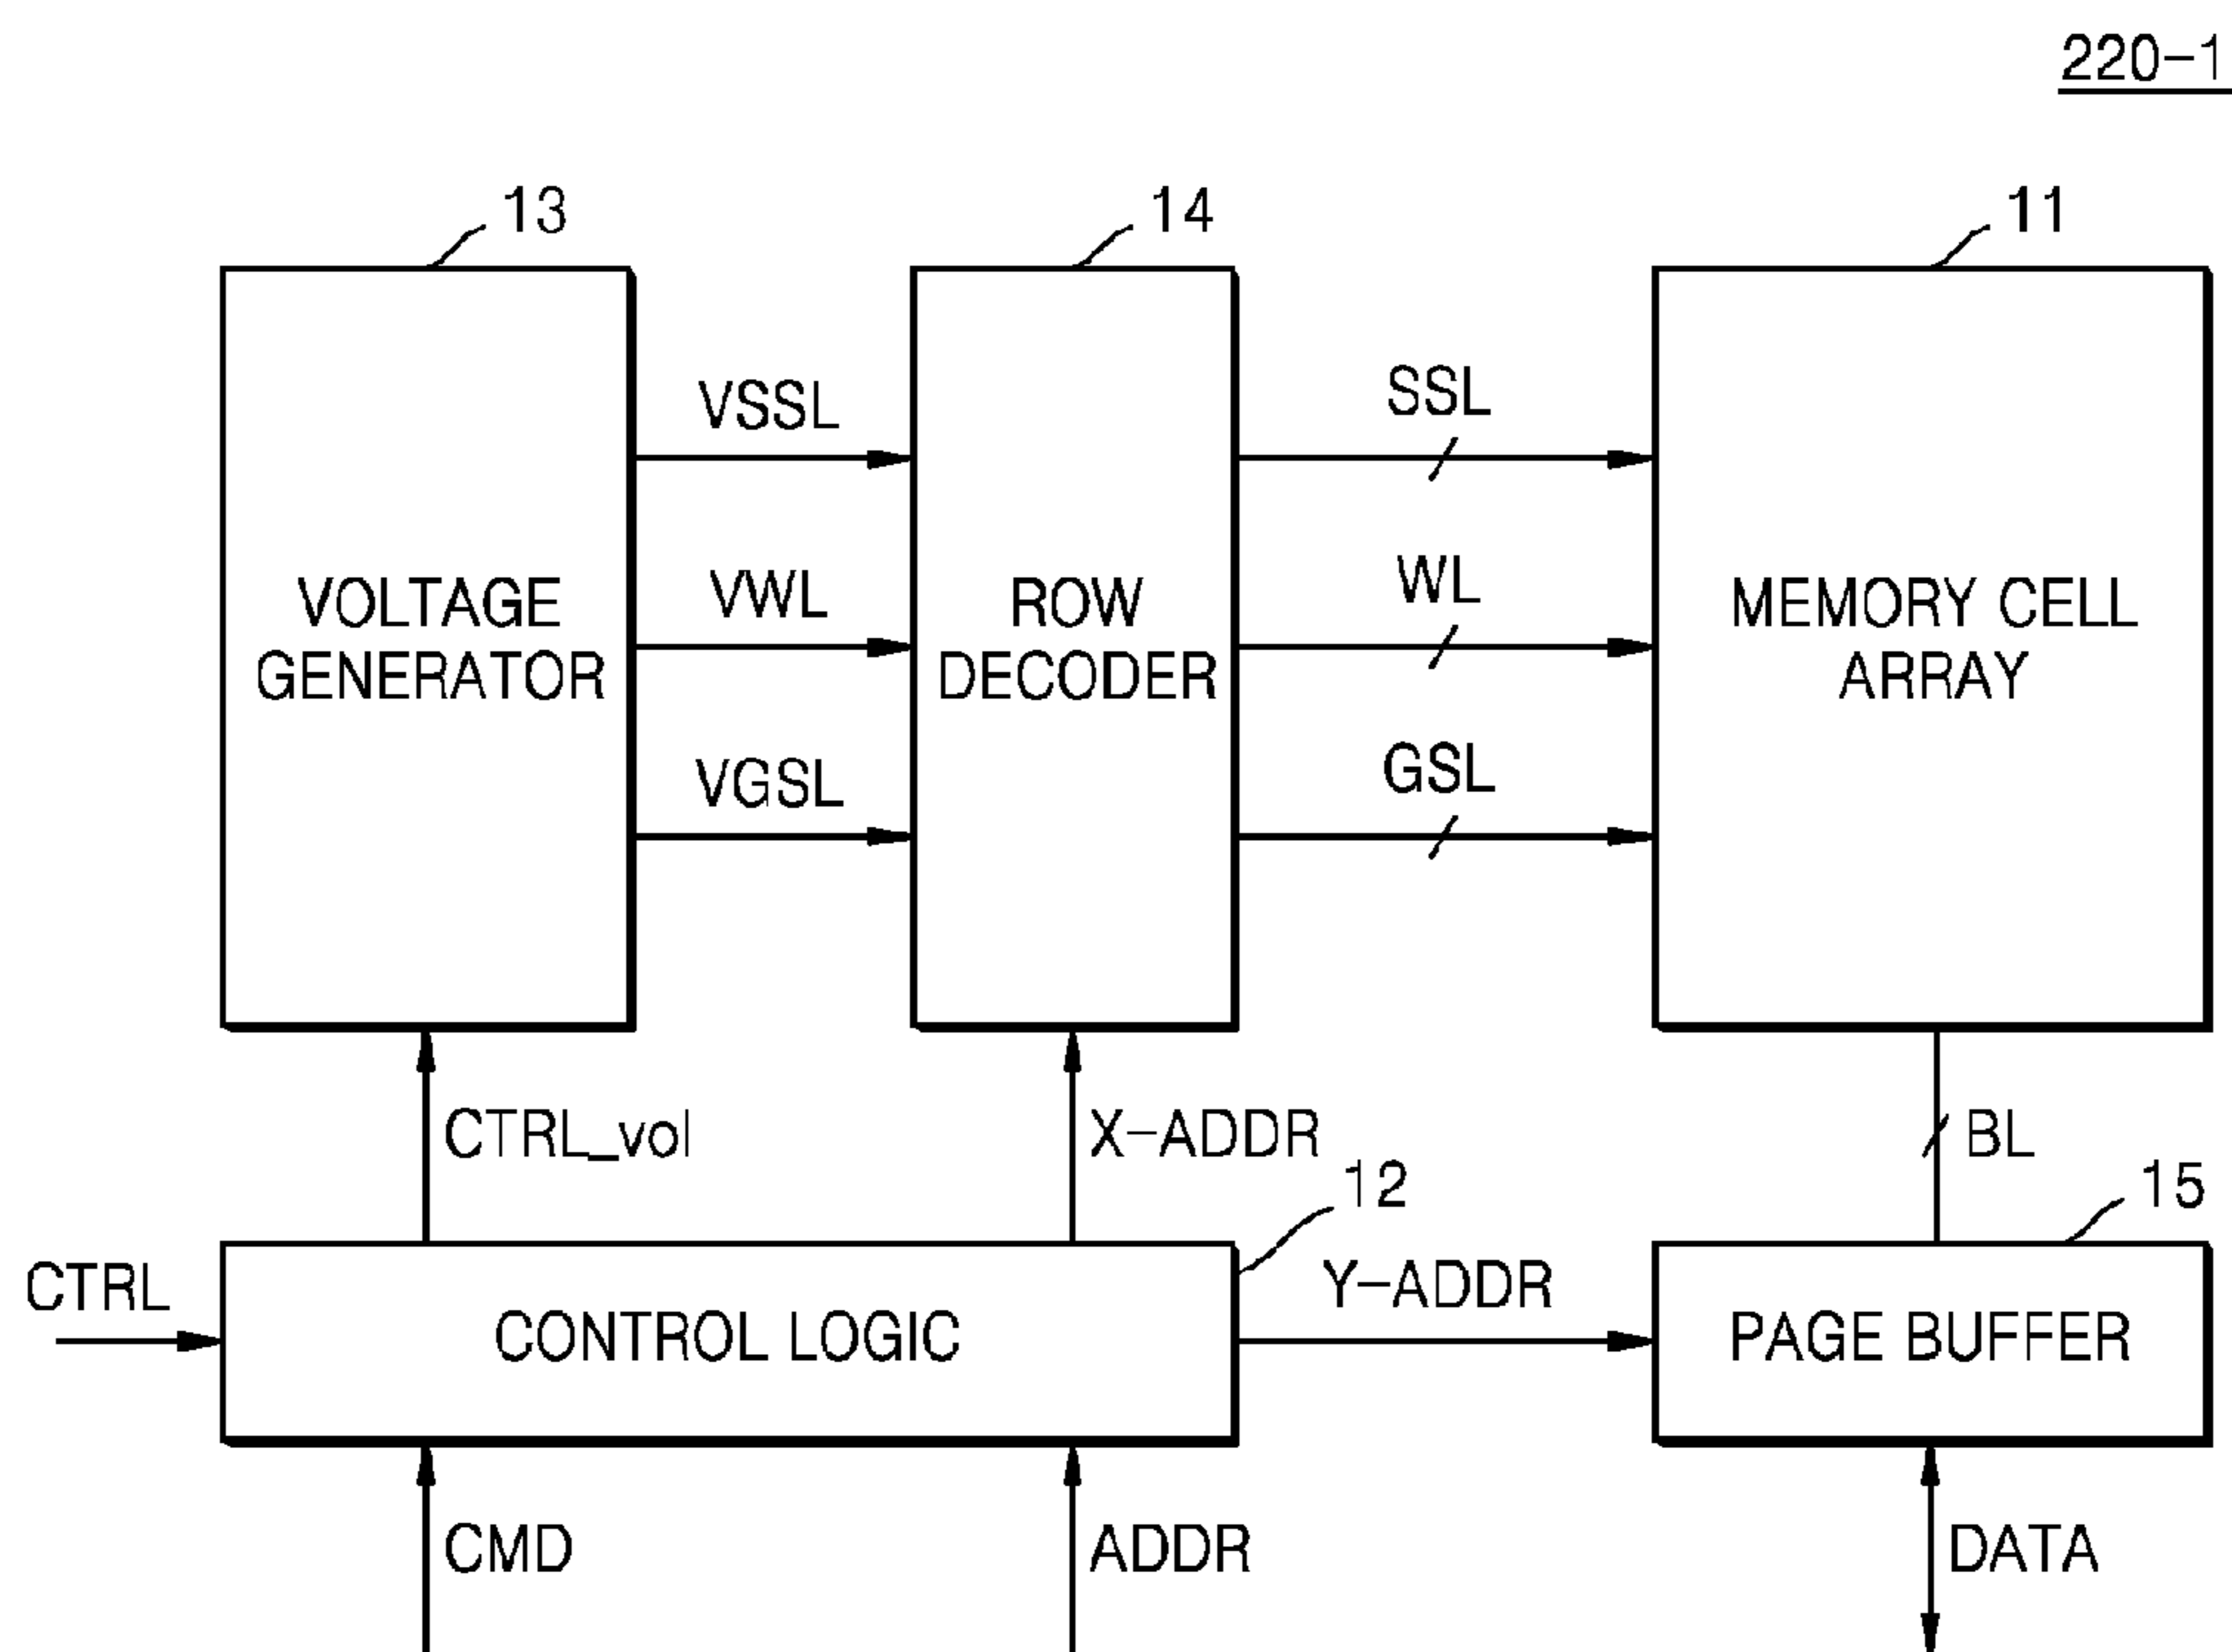 220-1
13
14
11
VSSL
SSL
VOLTAGE
GENERATOR
VWL
ROW
DECODER
WL
MEMORY CELL
ARRAY
VGSL
GSL
CTRL_vol
X-ADDR
BL
12
15
CTRL
CONTROL LOGIC
Y-ADDR
PAGE BUFFER
CMD
ADDR
DATA